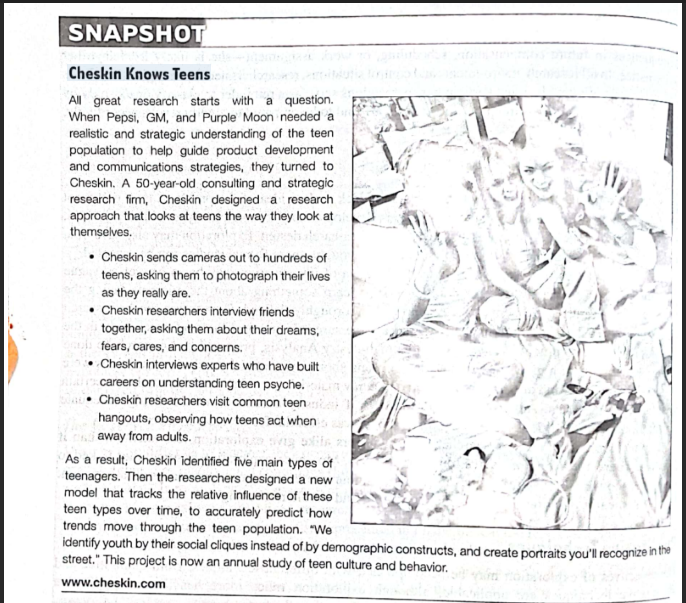 SNAPSHOT
Cheskin Knows Teens
All great research starts with a question.
When Pepsi, GM, and Purple Moon needed a
realistic and strategic understanding of the teen
population to help guide product development
and communications strategies, they turned to
Cheskin. A 50-year-old consulting and strategic
research firm, Cheskin designed a research
approach that looks at teens the way they look at
themselves.
• Cheskin sends cameras out to hundreds of
teens, asking them to photograph their lives
as they really are.
• Cheskin researchers interview friends
together, asking them about their dreams,
fears, cares, and concerns.
• Cheskin interviews experts who have built
careers on understanding teen psyche.
• Cheskin researchers visit common teen
hangouts, observing how teens act when
away from adults.
As a result, Cheskin identified five main types of
teenagers. Then the researchers designed a new
model that tracks the relative influence of these
teen types over time, to accurately predict how
trends move through the teen population. "We
identify youth by their social cliques instead of by demographic constructs, and create portraits you'll recognize in the
street." This project is now an annual study of teen culture and behavior.
www.cheskin.com